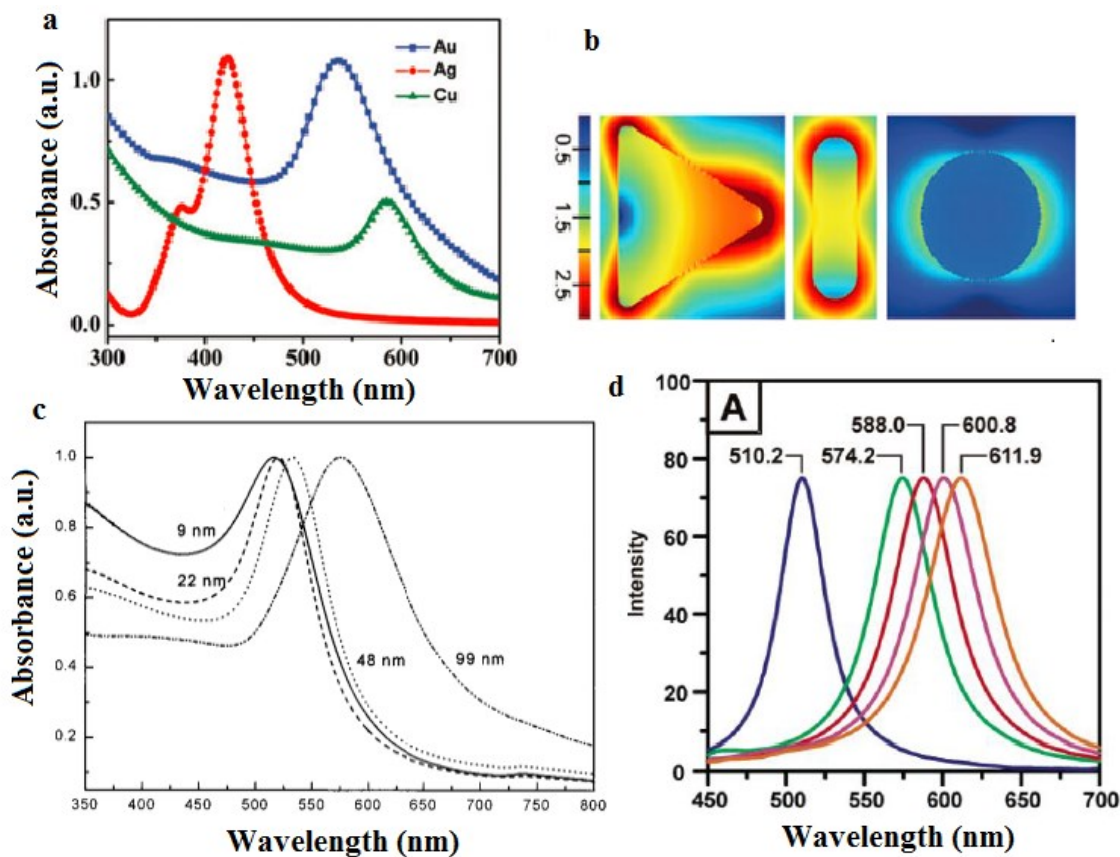 a
Absorbance (a.u.)
1.0
0.5
0.0
Au
Ag
Cu
300 400 500 600 700
Wavelength (nm)
b
0.5
1.5
2.5
c
Absorbance (a.u.)
1.0
0.8
0.6
0.4
0.2
9 nm
22 nm
48 nm
99 nm
350 400 450 500 550 600 650 700 750 800
Wavelength (nm)
d
A
Intensity
100
80
60
40
20
0
588.0 600.8
510.2 574.2 611.9
450 500 550 600 650 700
Wavelength (nm)